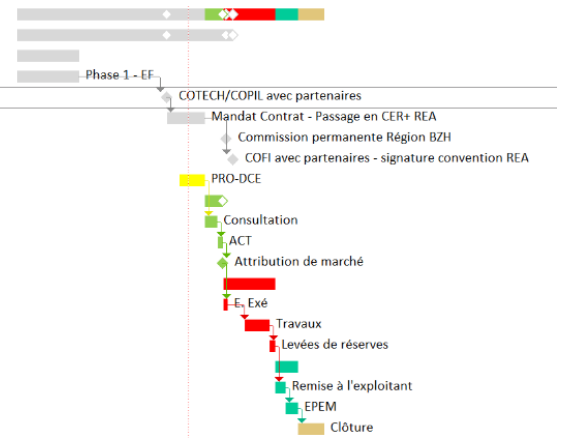 Phase 1 - EF
COTECH/COPIL avec partenaires
Mandat Contrat - Passage en CER+ REA
Commission permanente Région BZH
COFI avec partenaires - signature convention REA
PRO-DCE
Consultation
ACT
Attribution de marché
E. Exé
Travaux
Levées de réserves
Remise à l'exploitant
EPEM
Clôture